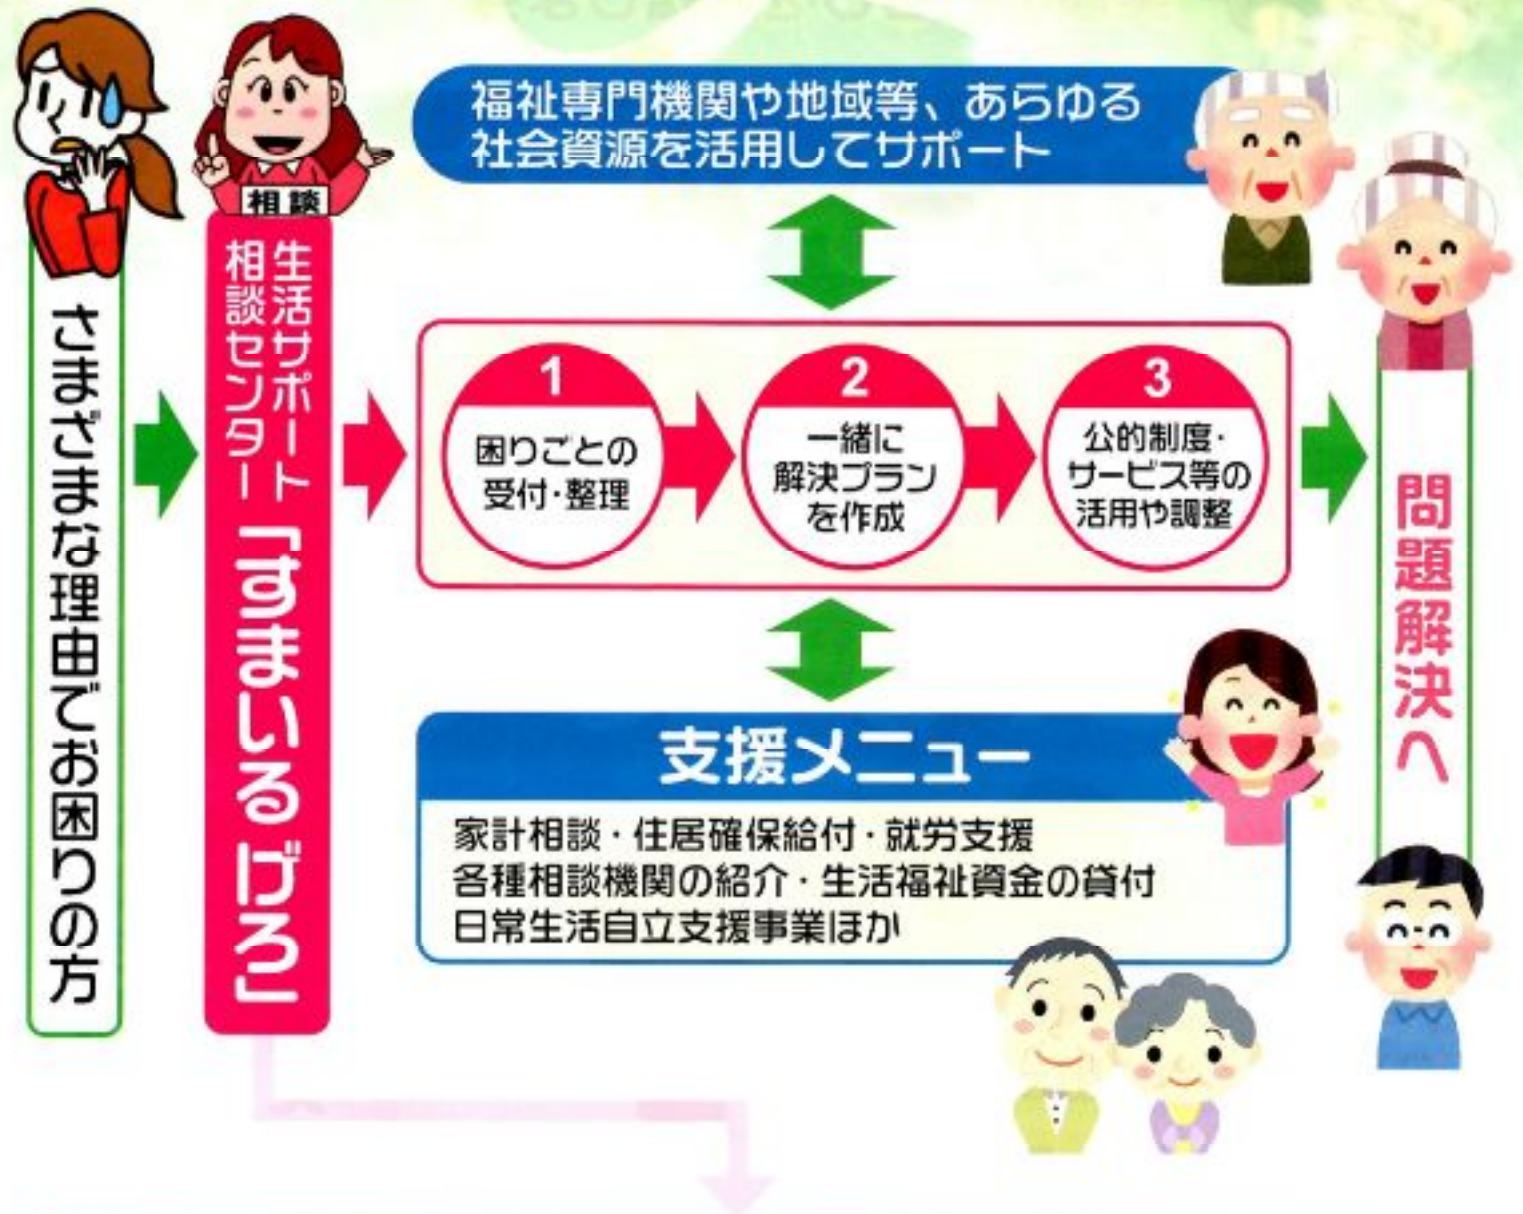 相談
さまざまな理由でお困りの方
生活サポート
相談センター
「すまいる げろ」
福祉専門機関や地域等、あらゆる
社会資源を活用してサポート
1
困りごとの
受付・整理
2
一緒に
解決プラン
を作成
3
公的制度・
サービス等の
活用や調整
問題解決へ
支援メニュー
家計相談・住居確保給付・就労支援
各種相談機関の紹介・生活福祉資金の貸付
日常生活自立支援事業ほか